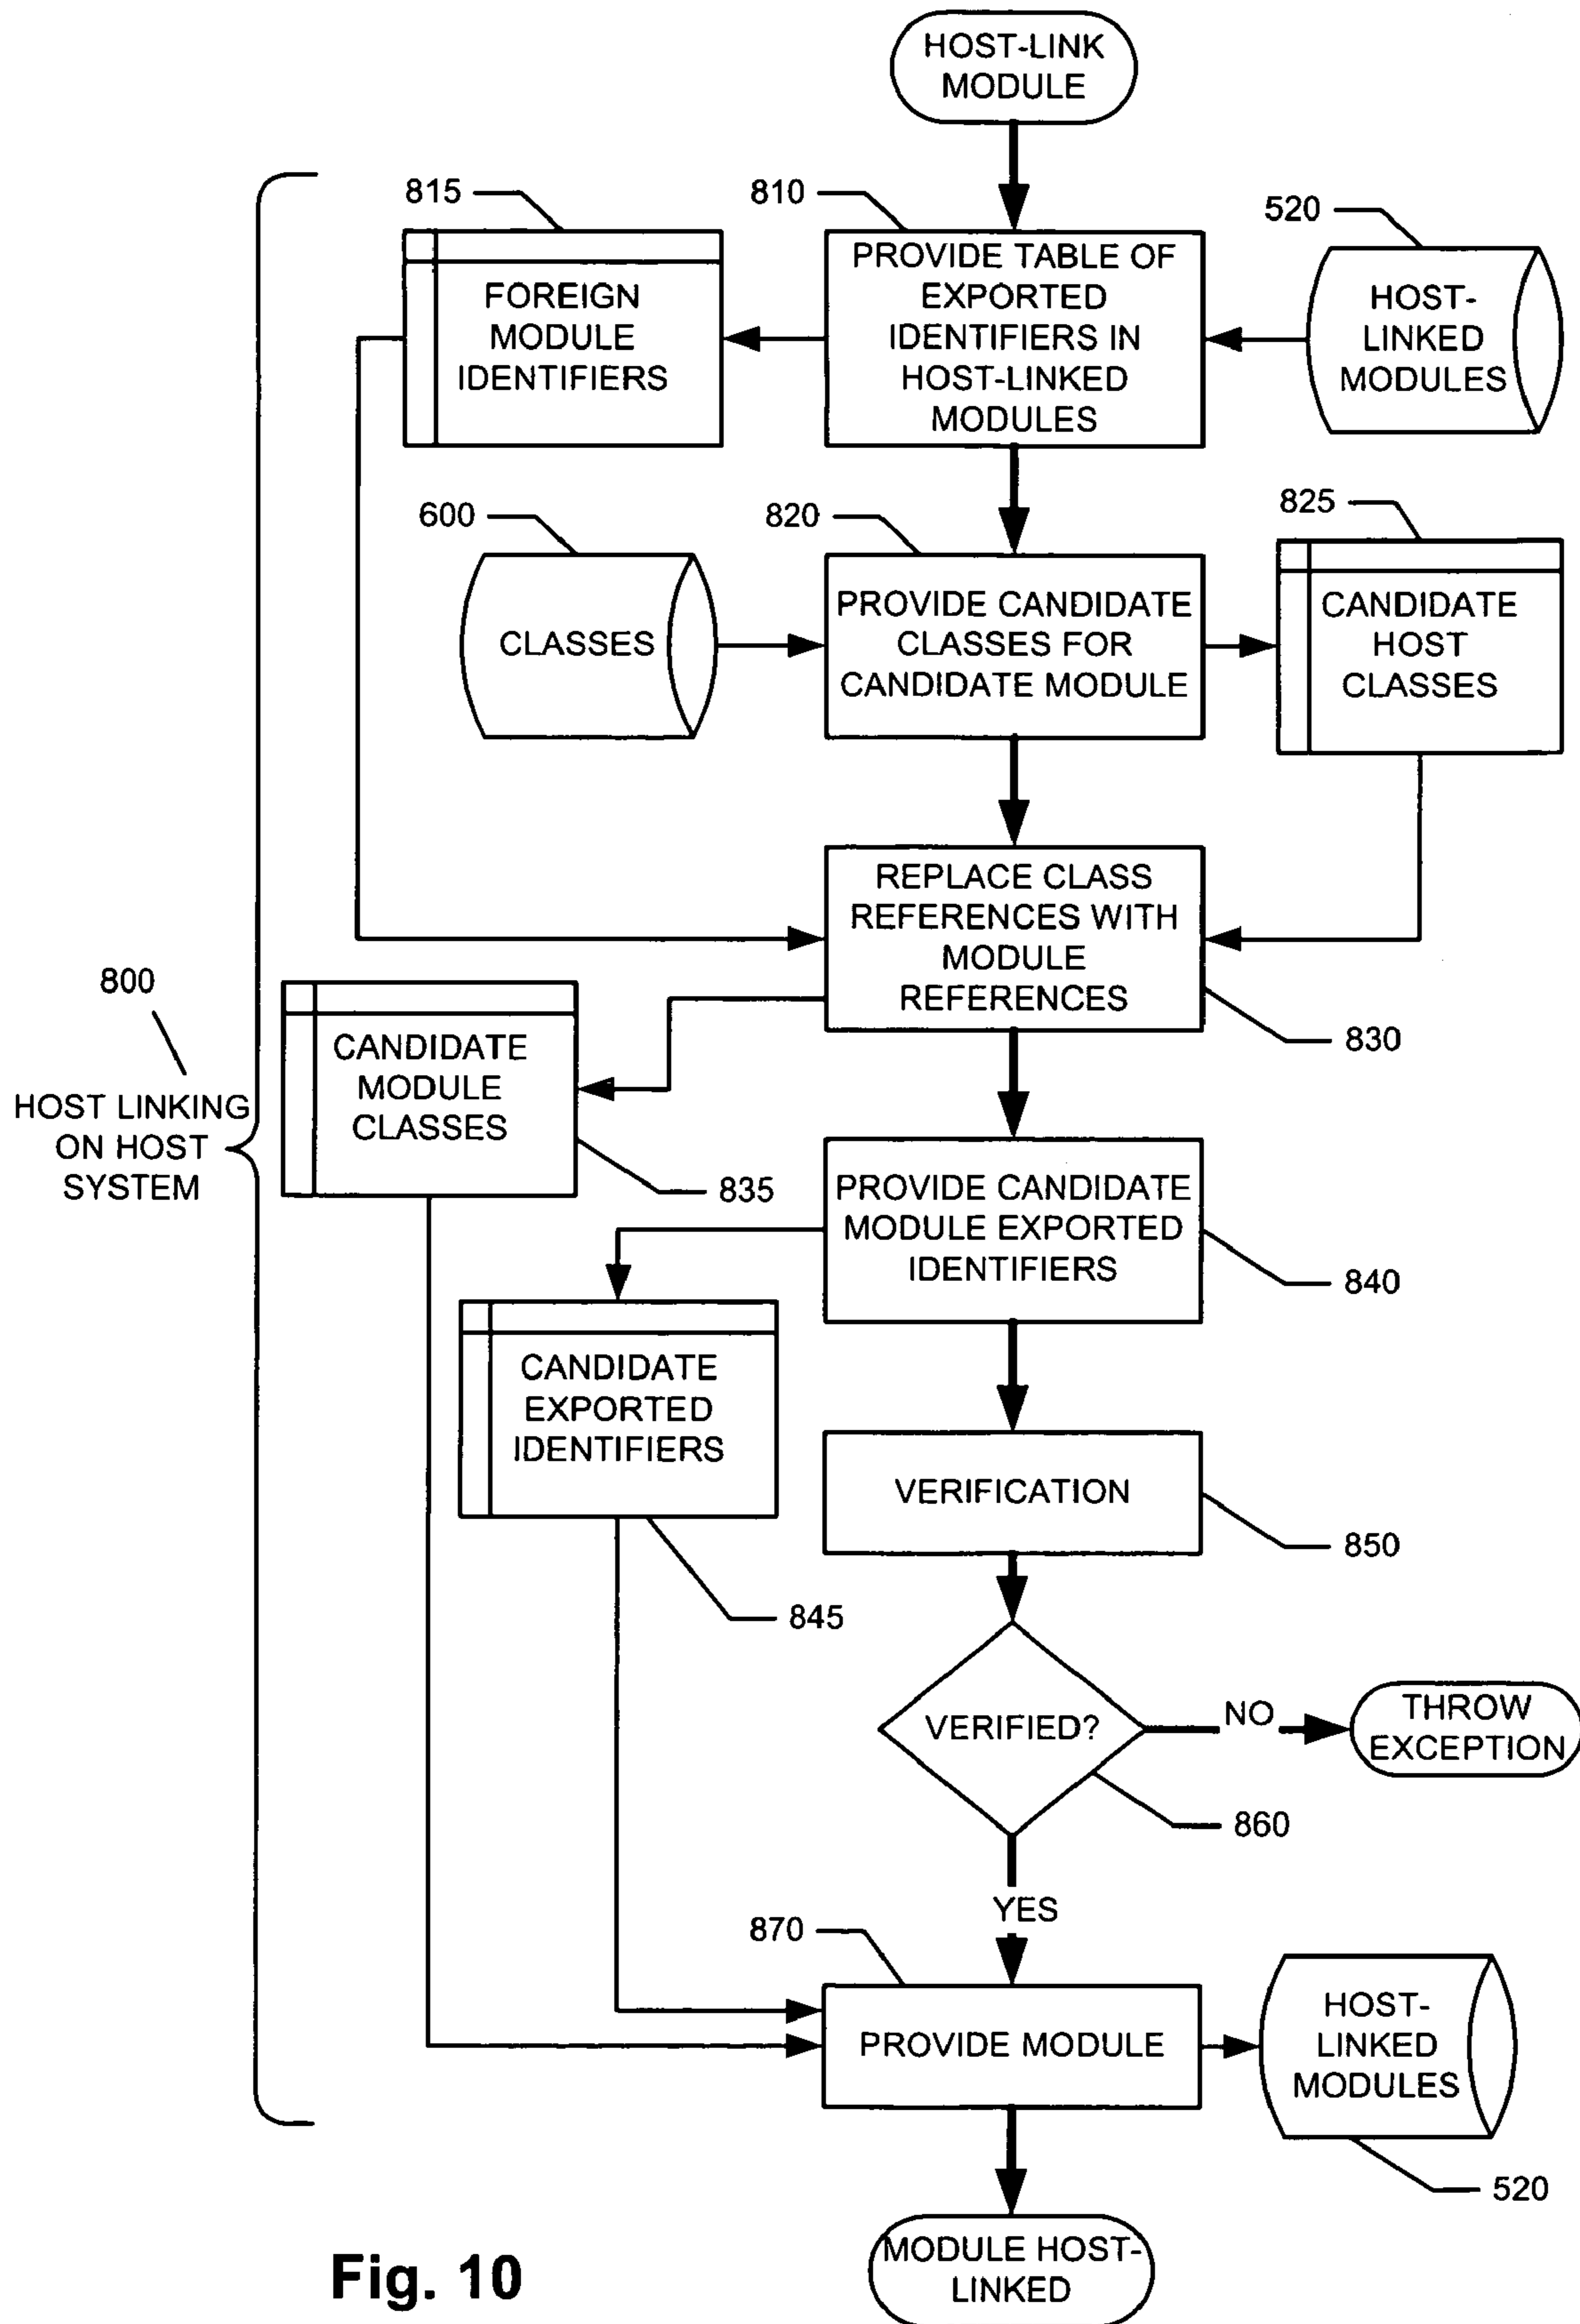 HOST-LINK
MODULE
815
810
520
FOREIGN
MODULE
IDENTIFIERS
PROVIDE TABLE OF
EXPORTED
IDENTIFIERS IN
HOST-LINKED
MODULES
HOST-
LINKED
MODULES
600
820
825
CLASSES
PROVIDE CANDIDATE
CLASSES FOR
CANDIDATE MODULE
CANDIDATE
HOST
CLASSES
REPLACE CLASS
REFERENCES WITH
MODULE
REFERENCES
830
800
HOST LINKING
ON HOST
SYSTEM
CANDIDATE
MODULE
CLASSES
835
PROVIDE CANDIDATE
MODULE EXPORTED
IDENTIFIERS
840
CANDIDATE
EXPORTED
IDENTIFIERS
845
VERIFICATION
850
VERIFIED?
NO
THROW
EXCEPTION
860
YES
870
PROVIDE MODULE
HOST-
LINKED
MODULES
520
MODULE HOST-
LINKED
Fig. 10